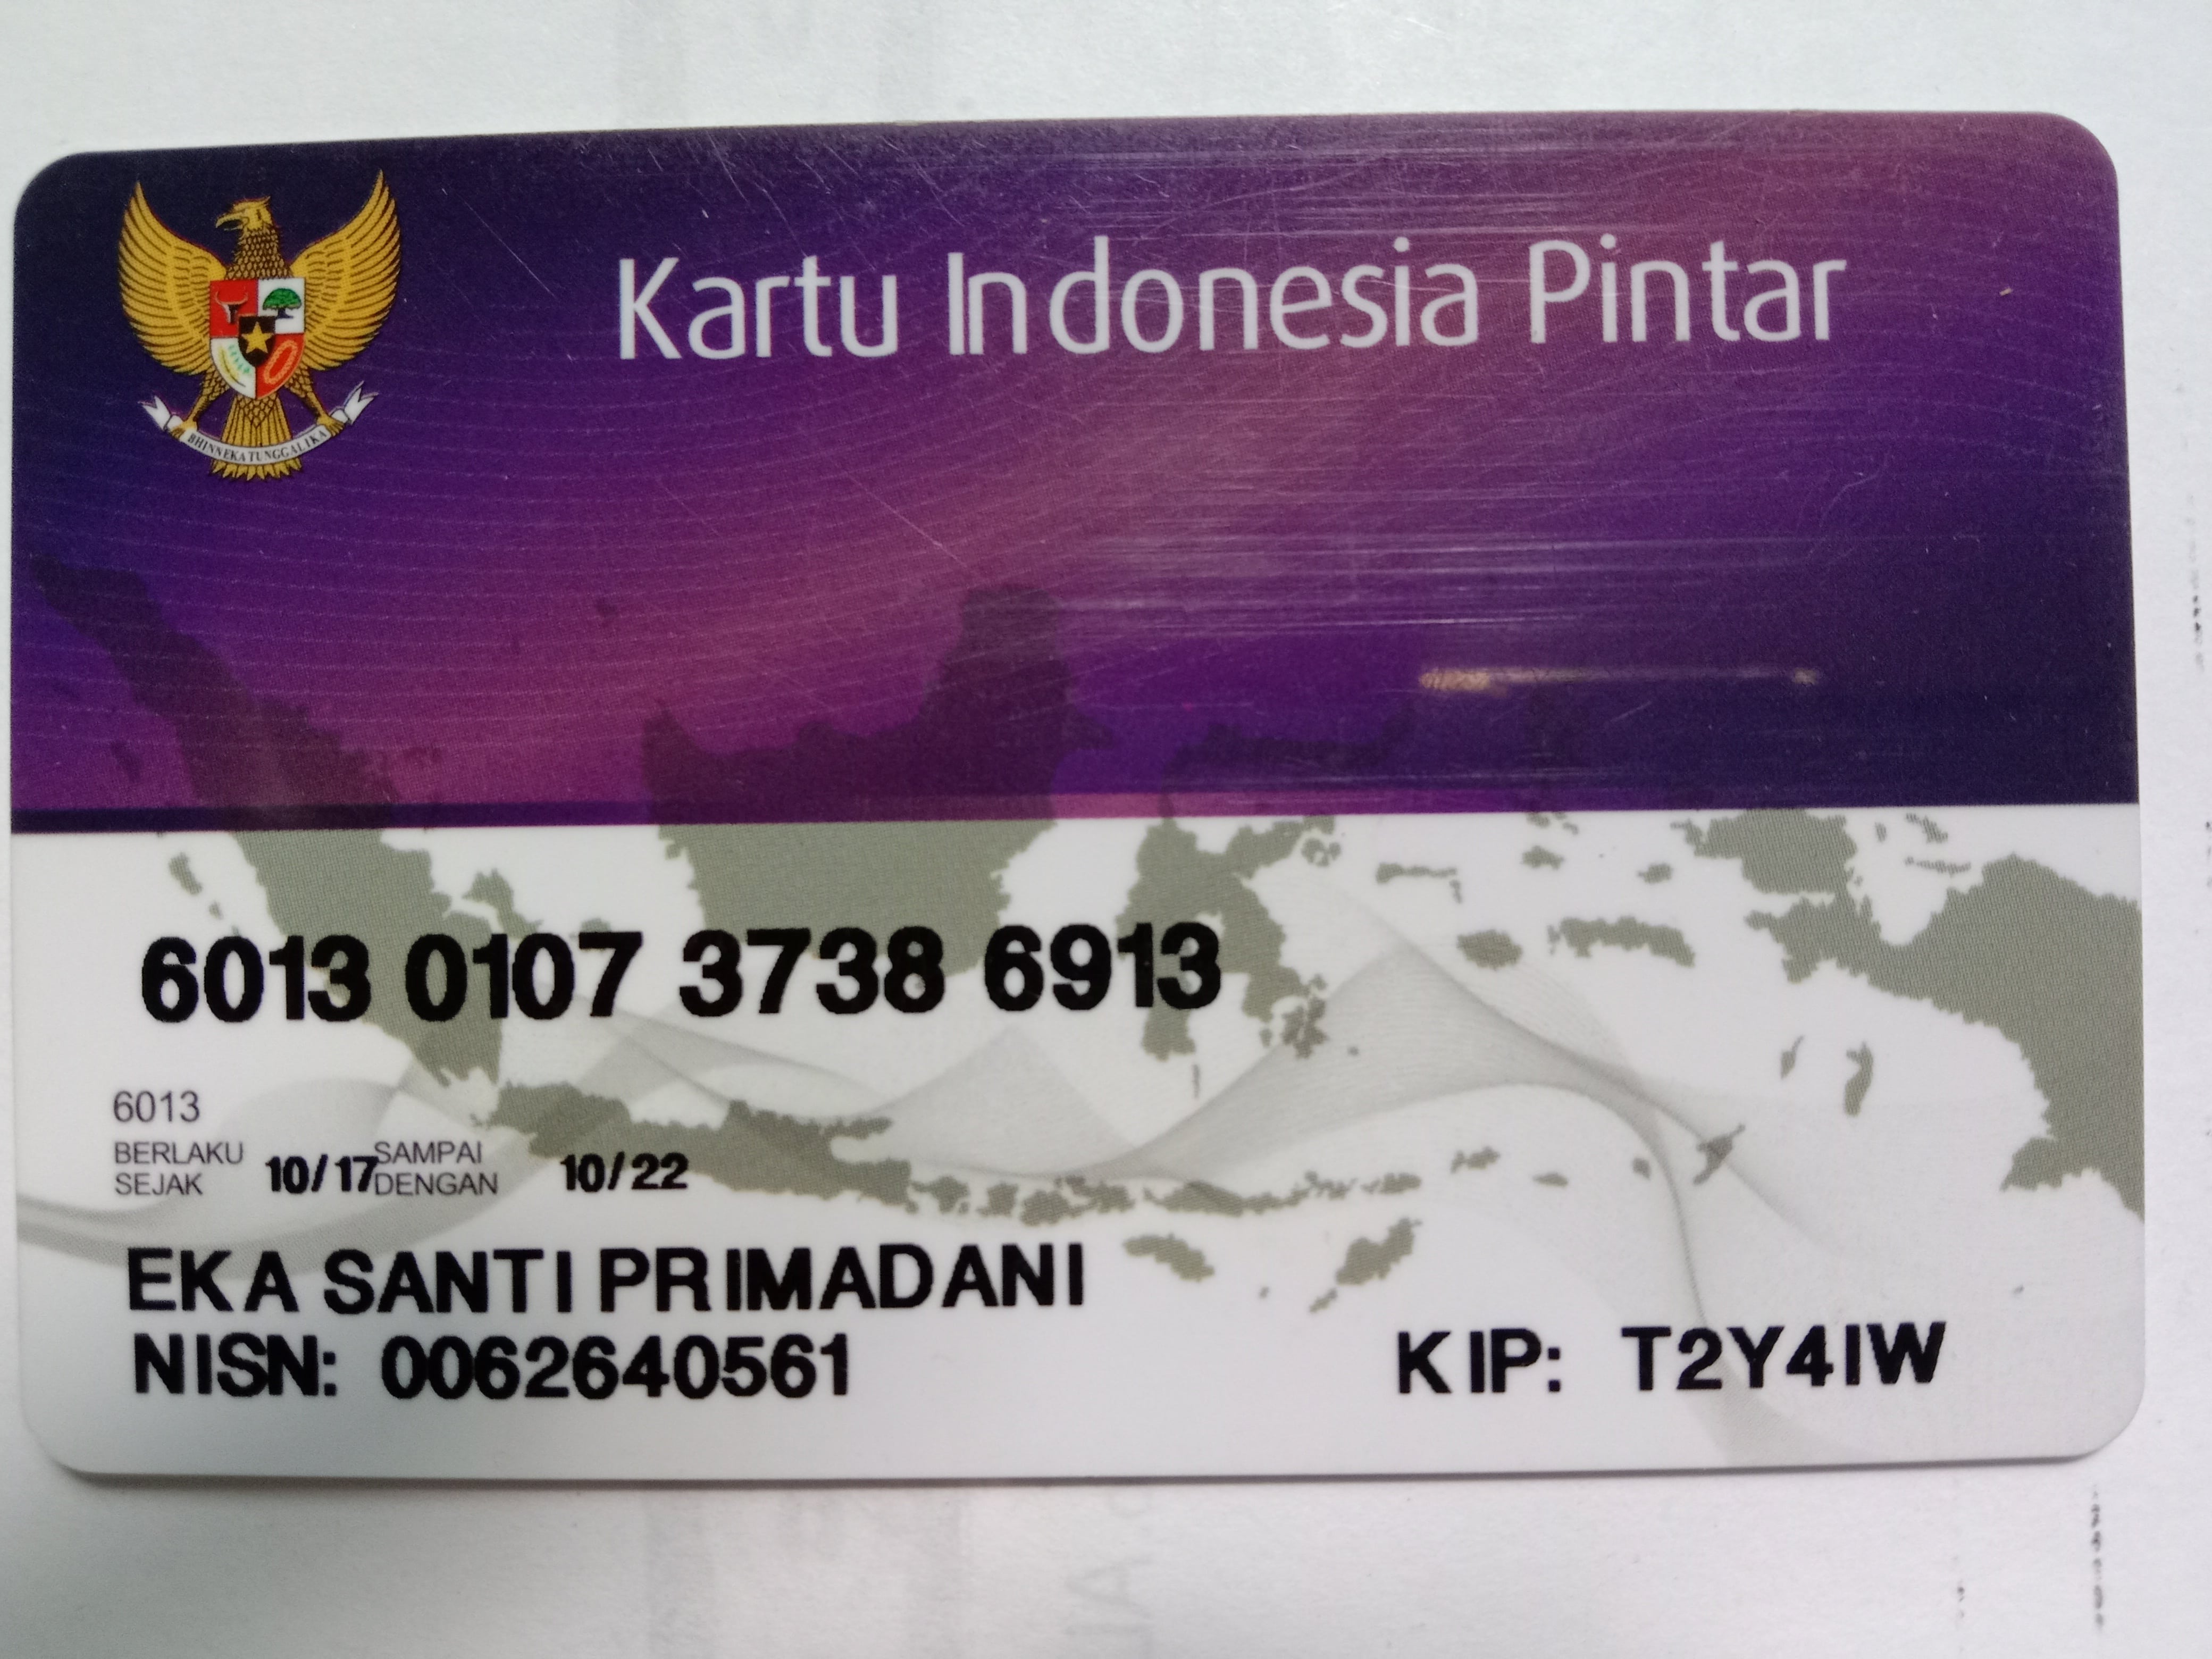 Kartu Indonesia Pintar
BHINNEKA TUNGGAL IKA
6013 0107 3738 6913
6013
BERLAKU SEJAK 10/17 SAMPAI DENGAN 10/22
EKA SANTI PRIMADANI
NISN: 0062640561 KIP: T2Y4IW